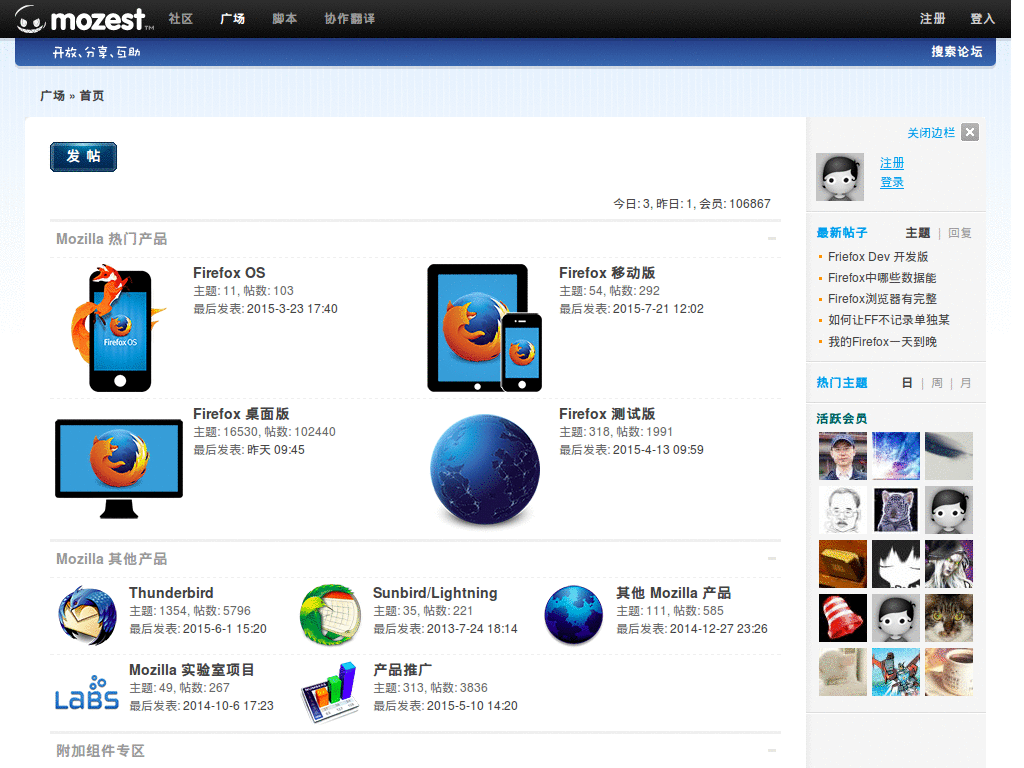 mozest™ 社区 广场 脚本 协作翻译 注册 登入
开放、分享、互助 搜索论坛
广场 » 首页
关闭边栏
发帖
注册
登录
今日: 3, 昨日: 1, 会员: 106867
Mozilla 热门产品
Firefox OS
主题: 11, 帖数: 103
最后发表: 2015-3-23 17:40
Firefox OS
Firefox 移动版
主题: 54, 帖数: 292
最后发表: 2015-7-21 12:02
Firefox 桌面版
主题: 16530, 帖数: 102440
最后发表: 昨天 09:45
Firefox 测试版
主题: 318, 帖数: 1991
最后发表: 2015-4-13 09:59
Mozilla 其他产品
Thunderbird
主题: 1354, 帖数: 5796
最后发表: 2015-6-1 15:20
Sunbird/Lightning
主题: 35, 帖数: 221
最后发表: 2013-7-24 18:14
其他 Mozilla 产品
主题: 111, 帖数: 585
最后发表: 2014-12-27 23:26
LABS
Mozilla 实验室项目
主题: 49, 帖数: 267
最后发表: 2014-10-6 17:23
产品推广
主题: 313, 帖数: 3836
最后发表: 2015-5-10 14:20
附加组件专区
最新帖子 主题 | 回复
Friefox Dev 开发版
Firefox中哪些数据能
Firefox浏览器有完整
如何让FF不记录单独某
我的Firefox一天到晚
热门主题 日 | 周 | 月
活跃会员